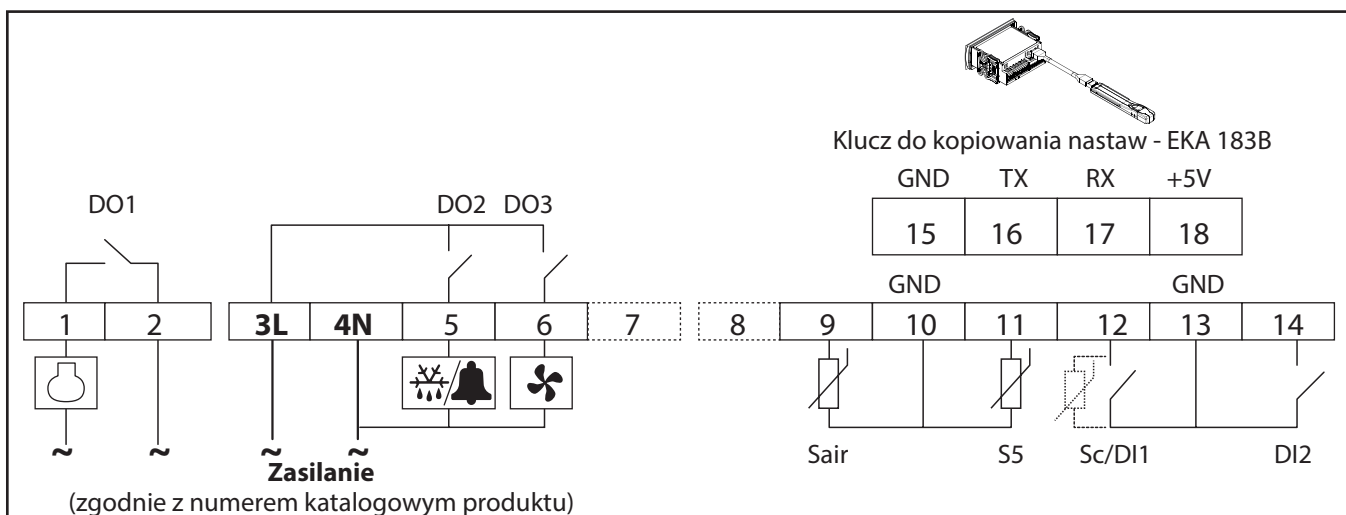 Klucz do kopiowania nastaw - EKA 183B
GND TX RX +5V
15 16 17 18
DO1 DO2 DO3
GND GND
1 2 3L 4N 5 6 7 8 9 10 11 12 13 14
Sair S5 Sc/DI1 DI2
~ ~ ~ ~
Zasilanie
(zgodnie z numerem katalogowym produktu)